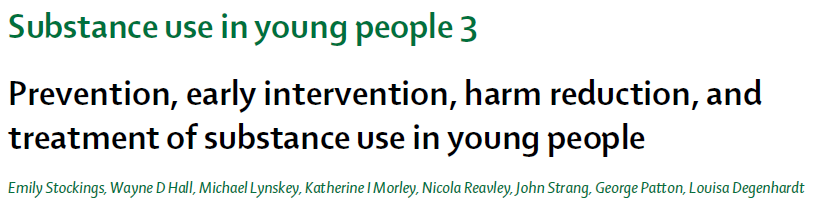 Substance use in young people 3
Prevention, early intervention, harm reduction, and
treatment of substance use in young people
Emily Stockings, Wayne D Hall, Michael Lynskey, Katherine I Morley, Nicola Reavley, John Strang, George Patton, Louisa Degenhardt